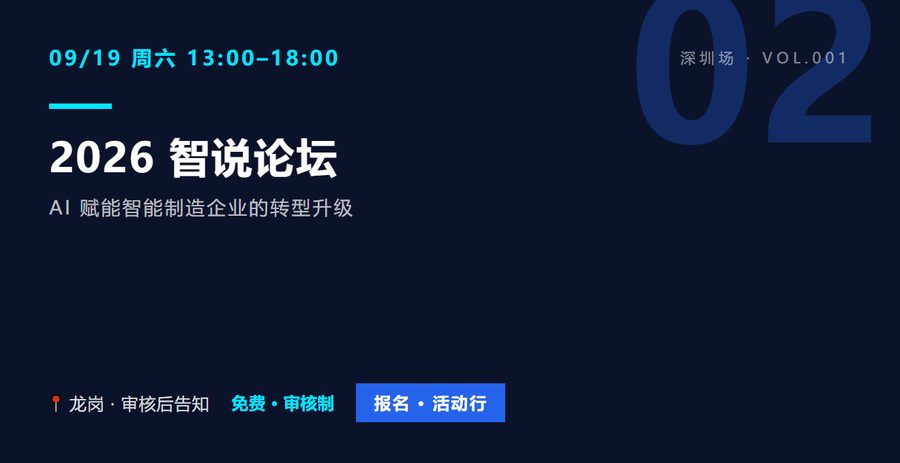 02
09/19 周六 13:00–18:00
深圳场 · VOL.001
2026 智说论坛
AI 赋能智能制造企业的转型升级
📍 龙岗 · 审核后告知
免费 · 审核制
报名 · 活动行